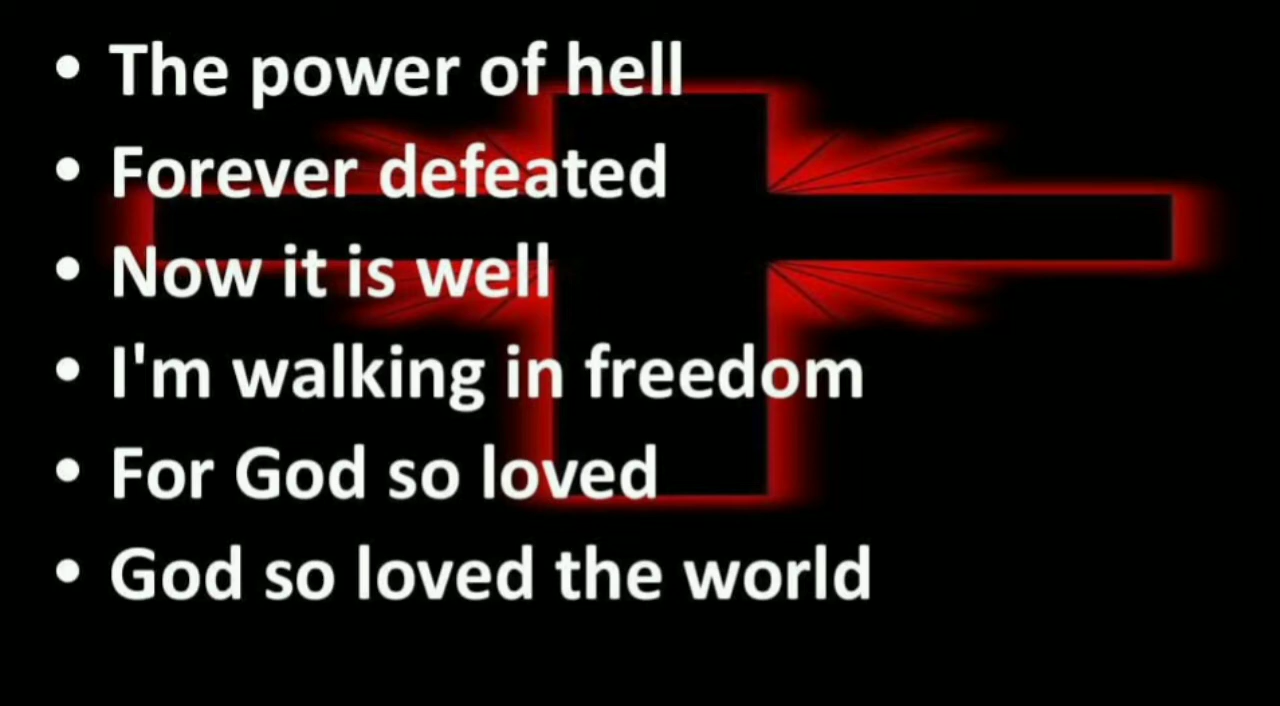 • The power of hell
• Forever defeated
• Now it is well
• I'm walking in freedom
• For God so loved
• God so loved the world